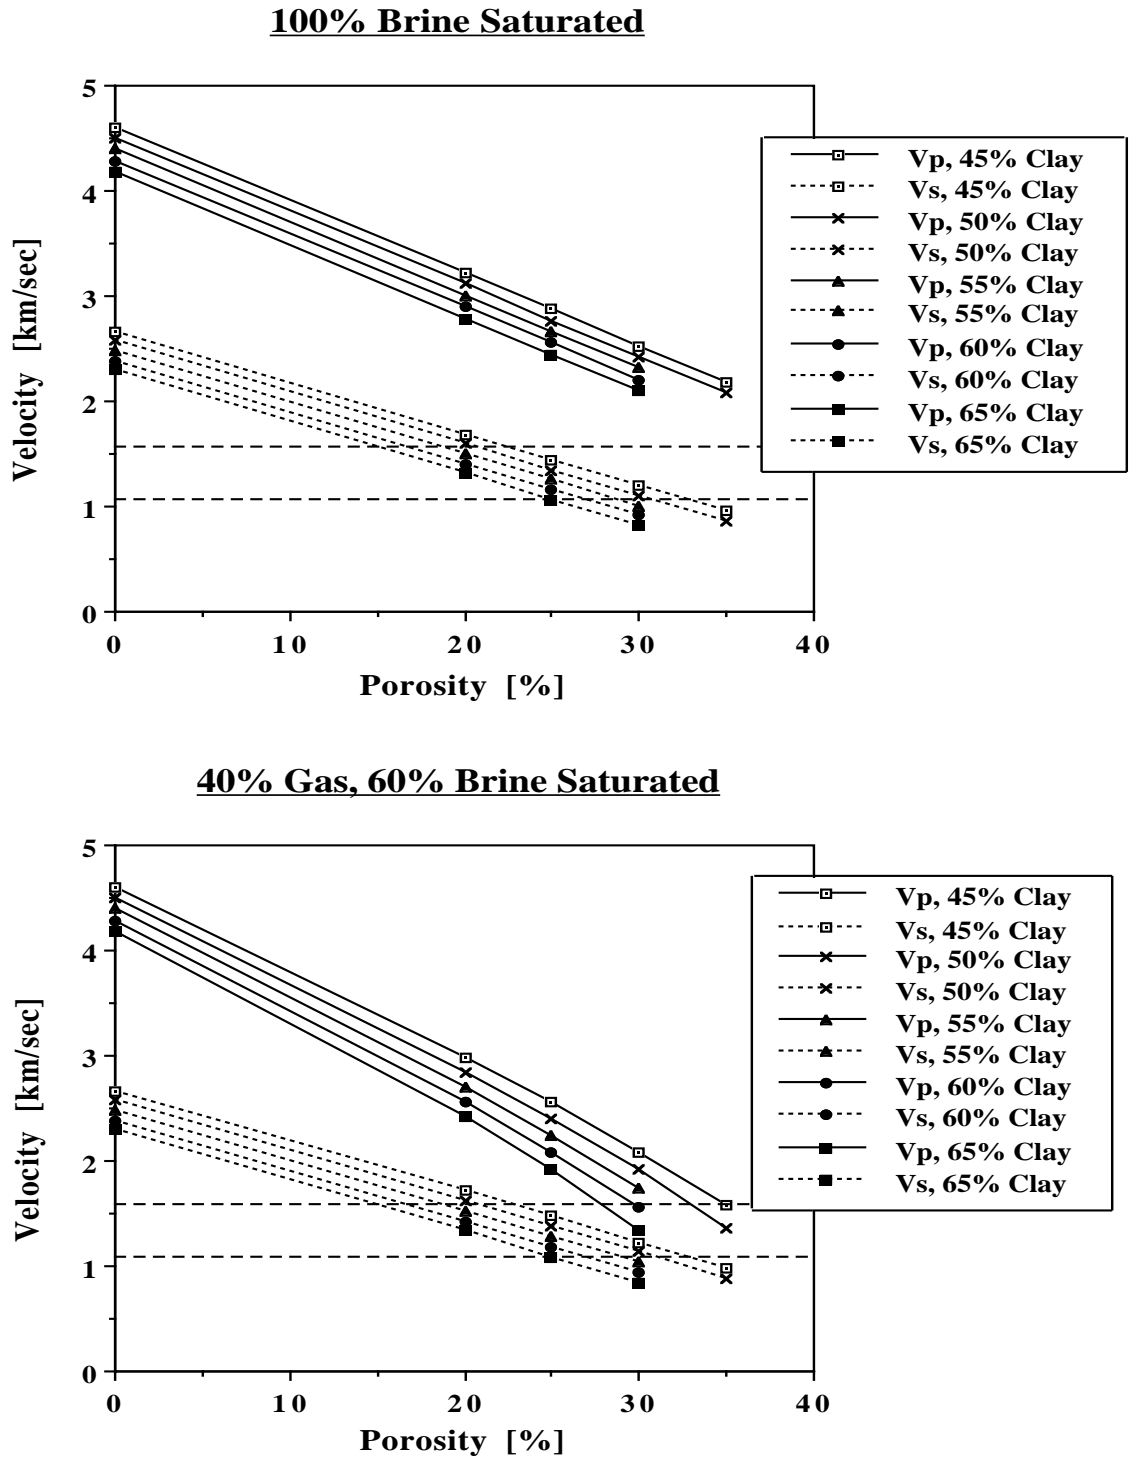 100% Brine Saturated
5
4
3
2
1
0
Velocity [km/sec]
0 10 20 30 40
Porosity [%]
Vp, 45% Clay
Vs, 45% Clay
Vp, 50% Clay
Vs, 50% Clay
Vp, 55% Clay
Vs, 55% Clay
Vp, 60% Clay
Vs, 60% Clay
Vp, 65% Clay
Vs, 65% Clay
40% Gas, 60% Brine Saturated
5
4
3
2
1
0
Velocity [km/sec]
0 10 20 30 40
Porosity [%]
Vp, 45% Clay
Vs, 45% Clay
Vp, 50% Clay
Vs, 50% Clay
Vp, 55% Clay
Vs, 55% Clay
Vp, 60% Clay
Vs, 60% Clay
Vp, 65% Clay
Vs, 65% Clay